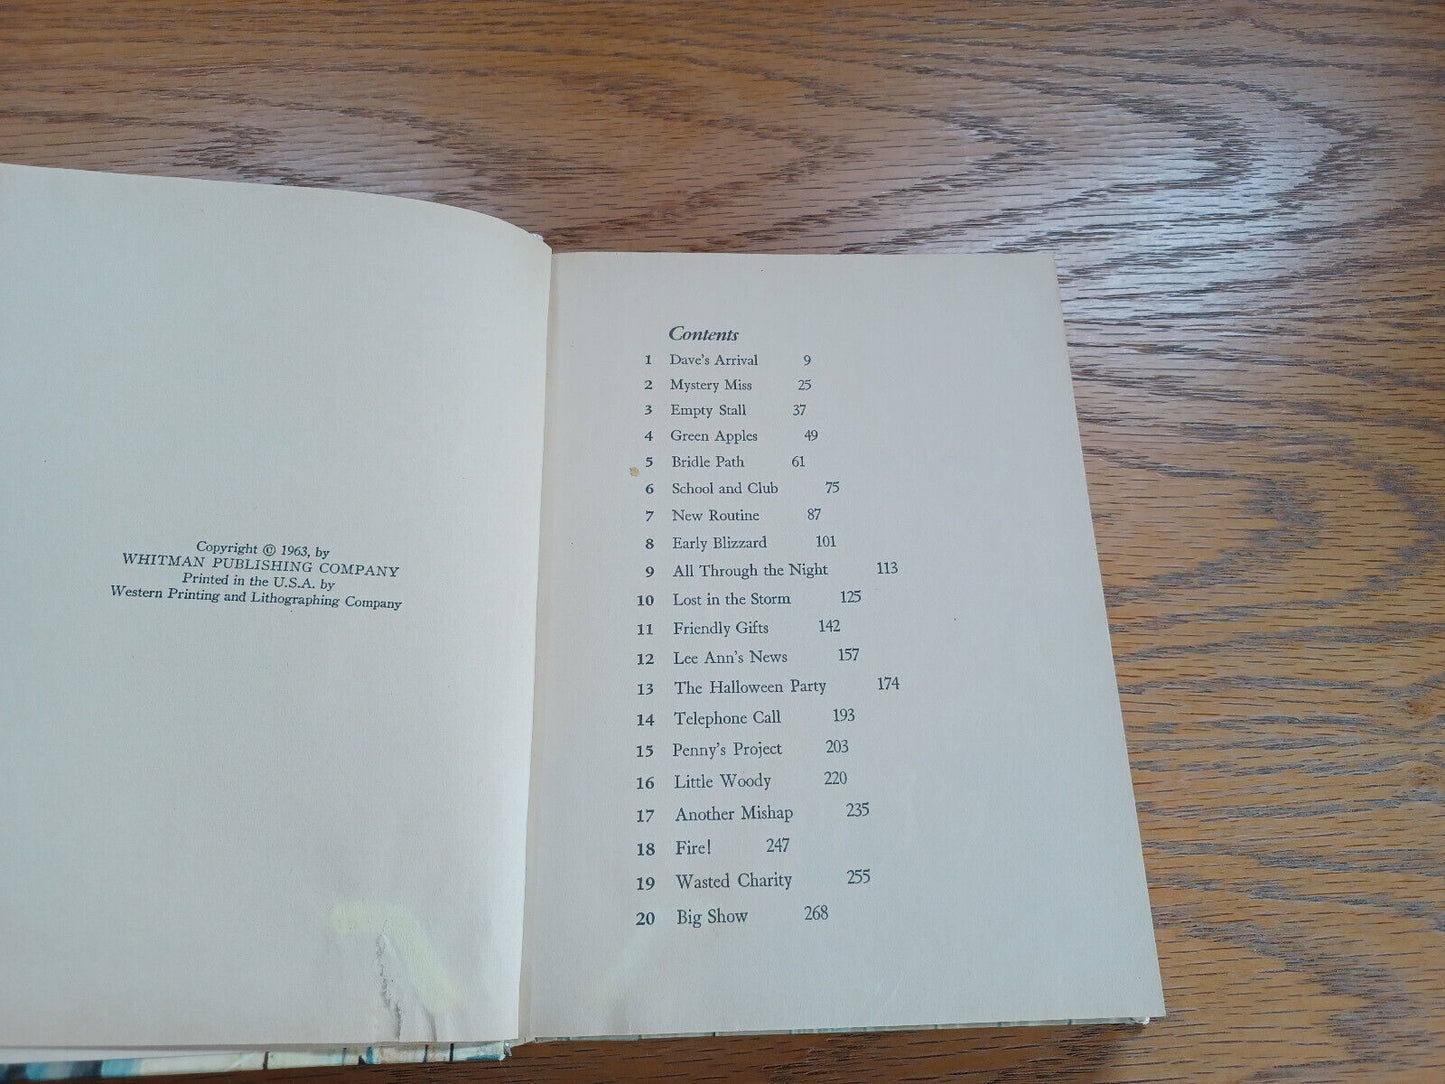 Copyright © 1963, by
WHITMAN PUBLISHING COMPANY
Printed in the U.S.A. by
Western Printing and Lithographing Company
Contents
1 Dave's Arrival 9
2 Mystery Miss 25
3 Empty Stall 37
4 Green Apples 49
5 Bridle Path 61
6 School and Club 75
7 New Routine 87
8 Early Blizzard 101
9 All Through the Night 113
10 Lost in the Storm 125
11 Friendly Gifts 142
12 Lee Ann's News 157
13 The Halloween Party 174
14 Telephone Call 193
15 Penny's Project 203
16 Little Woody 220
17 Another Mishap 235
18 Fire! 247
19 Wasted Charity 255
20 Big Show 268